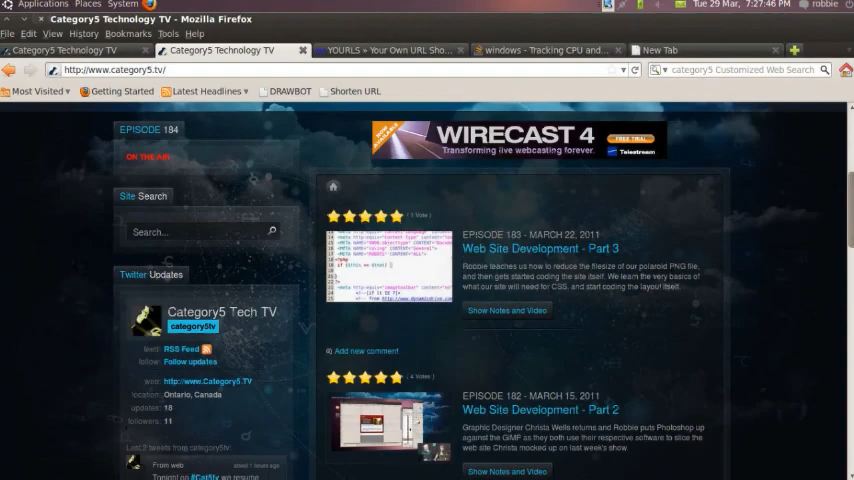 Applications Places System
Tue 29 Mar, 7:27:46 PM robbie
Category5 Technology TV - Mozilla Firefox
File Edit View History Bookmarks Tools Help
Category5 Technology TV
Category5 Technology TV
YOURLS » Your Own URL Sho...
windows - Tracking CPU and...
New Tab
http://www.category5.tv/
category5 Customized Web Search
Most Visited
Getting Started
Latest Headlines
DRAWBOT
Shorten URL
EPISODE 184
ON THE AIR
NOW AVAILABLE
WIRECAST 4
Transforming live webcasting forever.
FREE TRIAL
Telestream
Site Search
Search...
Twitter Updates
Category5 Tech TV
category5tv
feed: RSS Feed
follow: Follow updates
web: http://www.Category5.TV
location: Ontario, Canada
updates: 18
followers: 11
Last 2 tweets from category5tv:
From web
Tonight on #Cat5tv we resume
( 1 Vote )
EPISODE 183 - MARCH 22, 2011
Web Site Development - Part 3
Robbie teaches us how to reduce the filesize of our polaroid PNG file,
and then gets started coding the site itself. We learn the very basics of
what our site will need for CSS, and start coding the layout itself.
Show Notes and Video
Add new comment
( 4 Votes )
EPISODE 182 - MARCH 15, 2011
Web Site Development - Part 2
Graphic Designer Christa Wells returns and Robbie puts Photoshop up
against the GIMP as they both use their respective software to slice the
web site Christa mocked up on last week's show.
Show Notes and Video